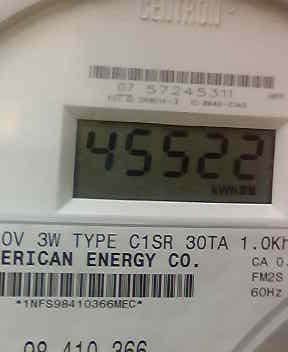 CENTRON
07 57245311
45522
kWh
0V 3W TYPE C1SR 30TA 1.0Kh
ERICAN ENERGY CO.
CA 0.
FM2S
60Hz
*1NFS98410366MEC*
98 410 366